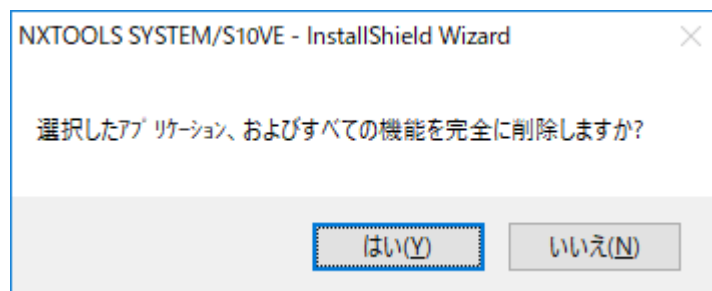 NXTOOLS SYSTEM/S10VE - InstallShield Wizard
選択したｱﾌﾟﾘｹｰｼｮﾝ、およびすべての機能を完全に削除しますか?
はい(Y)
いいえ(N)